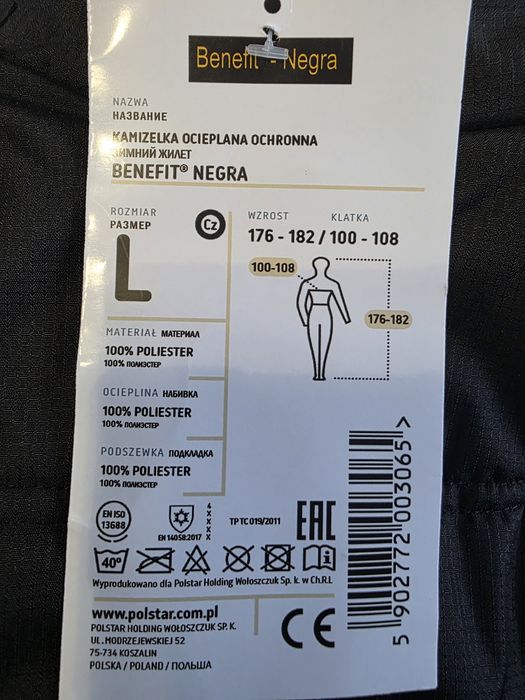 Benefit® - Negra
NAZWA
НАЗВАНИЕ
KAMIZELKA OCIEPLANA OCHRONNA
ЗИМНИЙ ЖИЛЕТ
BENEFIT® NEGRA
ROZMIAR
РАЗМЕР
Cz
L
WZROST KLATKA
176 - 182 / 100 - 108
100-108
176-182
MATERIAŁ МАТЕРИАЛ
100% POLIESTER
100% ПОЛИЭСТЕР
OCIEPLINA НАБИВКА
100% POLIESTER
100% ПОЛИЭСТЕР
PODSZEWKA ПОДКЛАДКА
100% POLIESTER
100% ПОЛИЭСТЕР
EN ISO
13688
4
X
X
X
X
EN 14058:2017
TP TC 019/2011
EAC
40°
i
Wyprodukowano dla Polstar Holding Wołoszczuk Sp. k. w Ch.R.L
www.polstar.com.pl
POLSTAR HOLDING WOŁOSZCZUK SP. K.
UL. MODRZEJEWSKIEJ 52
75-734 KOSZALIN
POLSKA / POLAND / ПОЛЬША
CE
5 902772 003065 >